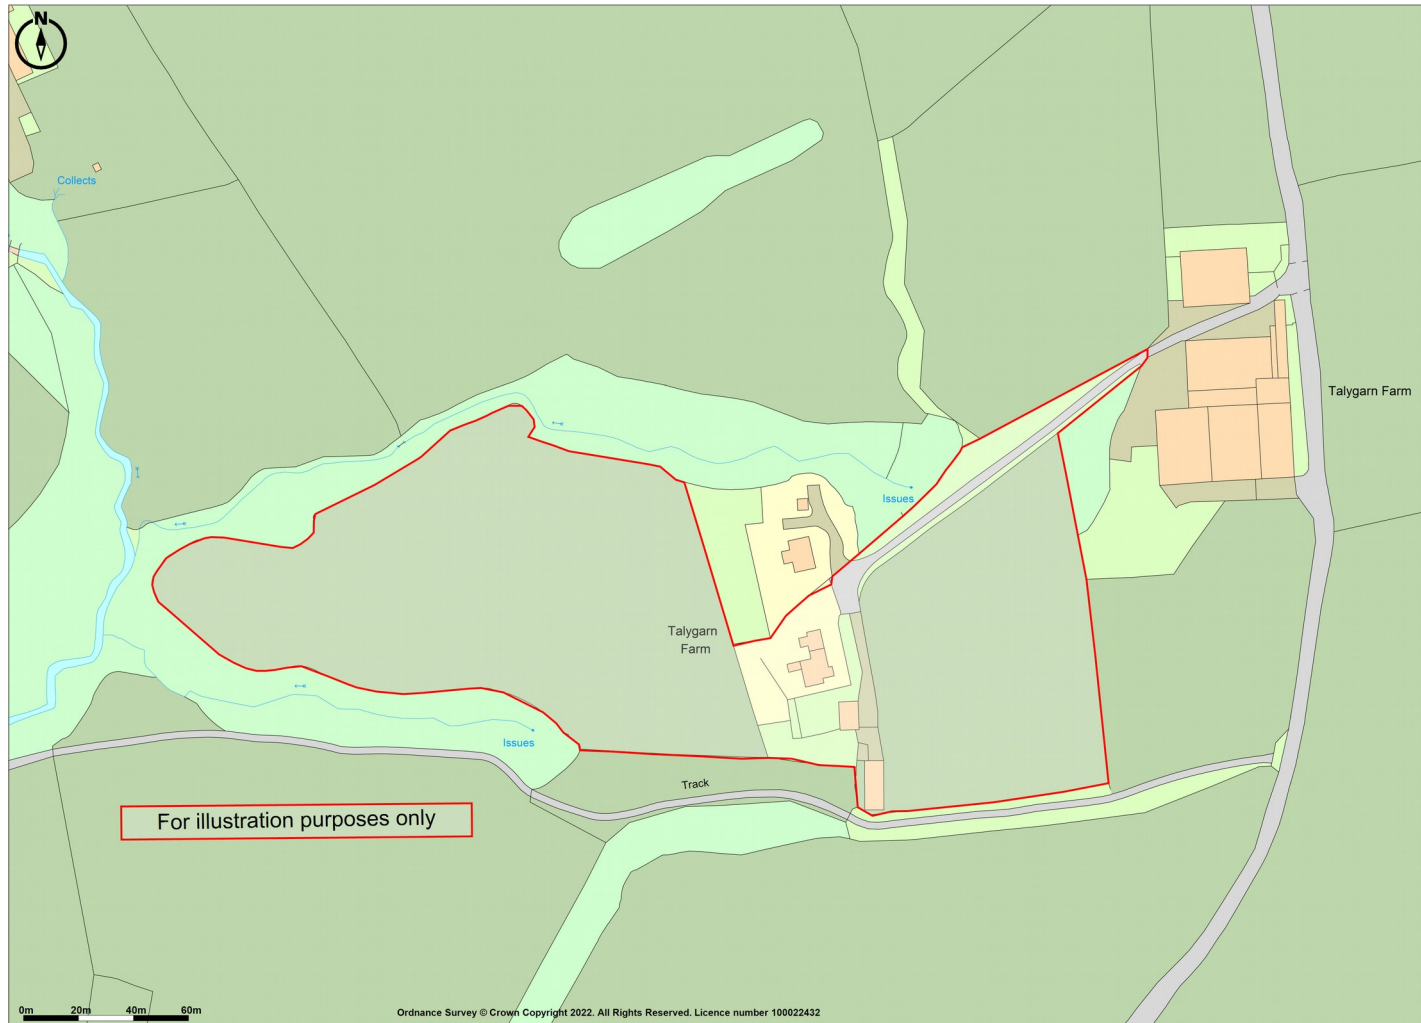 N
Collects
Talygarn Farm
Issues
Talygarn
Farm
Issues
Track
For illustration purposes only
0m 20m 40m 60m
Ordnance Survey © Crown Copyright 2022. All Rights Reserved. Licence number 100022432